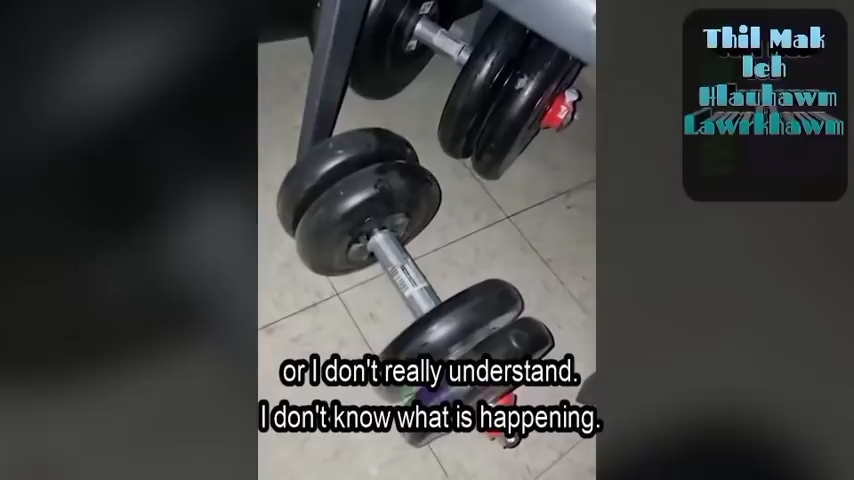 Thil Mak
leh
Hlauhawm
Lawrkhawm
or I don't really understand.
I don't know what is happening.